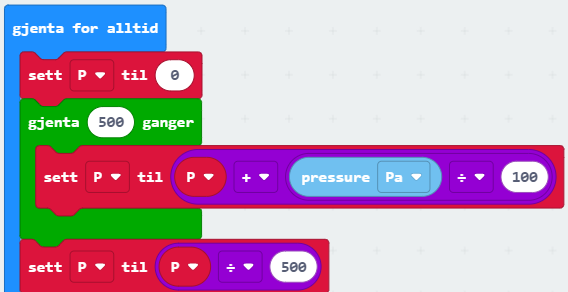 gjenta for alltid
sett P til 0
gjenta 500 ganger
sett P til P + pressure Pa ÷ 100
sett P til P ÷ 500